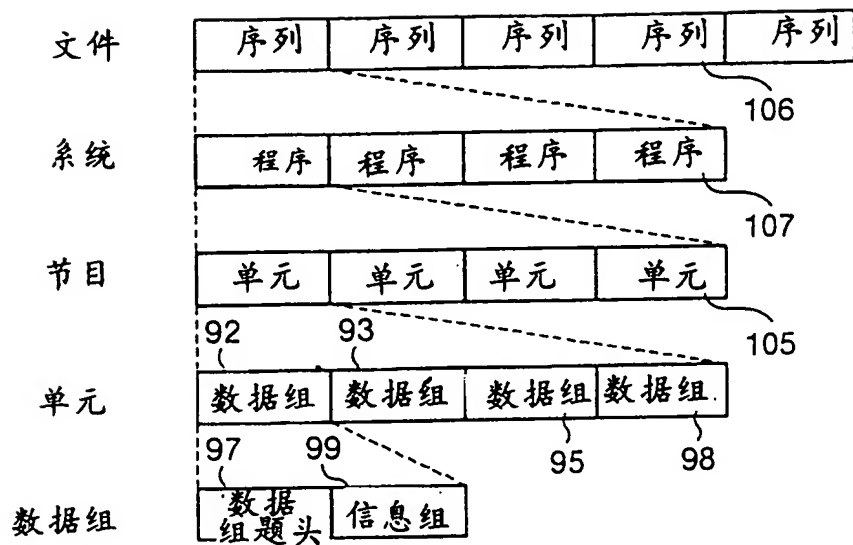 文件 序列 序列 序列 序列 序列
106
系统 程序 程序 程序 程序
107
节目 单元 单元 单元 单元
105
92 93
单元 数据组 数据组 数据组 数据组
95 98
97 99
数据组 数据 信息组
组题头